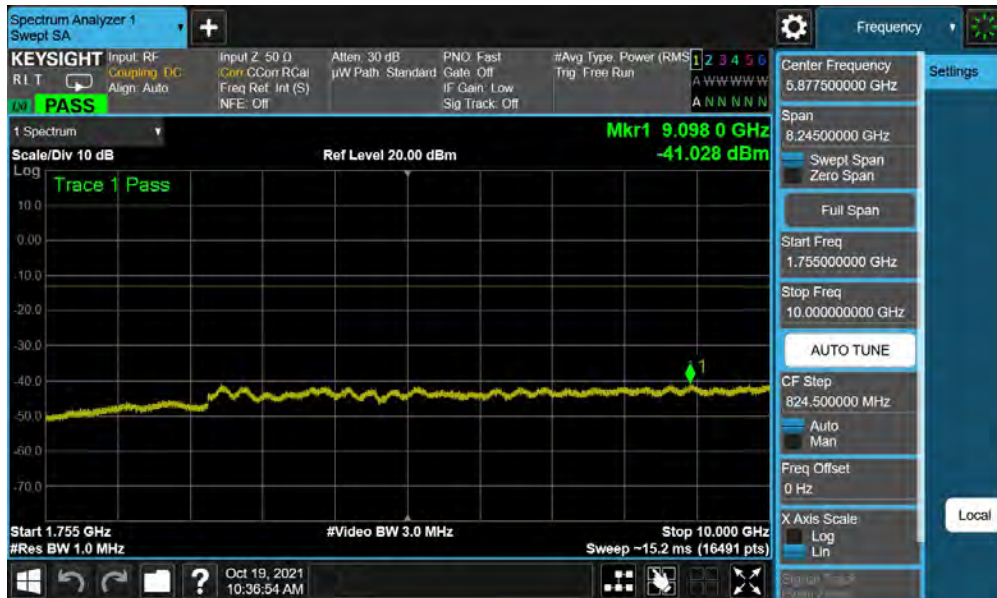 Spectrum Analyzer 1
Swept SA
+
Frequency
KEYSIGHT
RLT
PASS
Input: RF
Coupling: DC
Align: Auto
Input Z: 50 Ω
Corr CCorr RCal
Freq Ref: Int (S)
NFE: Off
Atten: 30 dB
µW Path: Standard
PNO: Fast
Gate: Off
IF Gain: Low
Sig Track: Off
#Avg Type: Power (RMS
Trig: Free Run
1 2 3 4 5 6
A W W W W W
A N N N N N
1 Spectrum
Scale/Div 10 dB
Ref Level 20.00 dBm
Mkr1 9.098 0 GHz
-41.028 dBm
Log
Trace 1 Pass
10.0
0.00
-10.0
-20.0
-30.0
-40.0
-50.0
-60.0
-70.0
1
Start 1.755 GHz
#Res BW 1.0 MHz
#Video BW 3.0 MHz
Stop 10.000 GHz
Sweep ~15.2 ms (16491 pts)
Center Frequency
5.877500000 GHz
Span
8.24500000 GHz
Swept Span
Zero Span
Full Span
Start Freq
1.755000000 GHz
Stop Freq
10.000000000 GHz
AUTO TUNE
CF Step
824.500000 MHz
Auto
Man
Freq Offset
0 Hz
X Axis Scale
Log
Lin
Settings
Local
?
Oct 19, 2021
10:36:54 AM